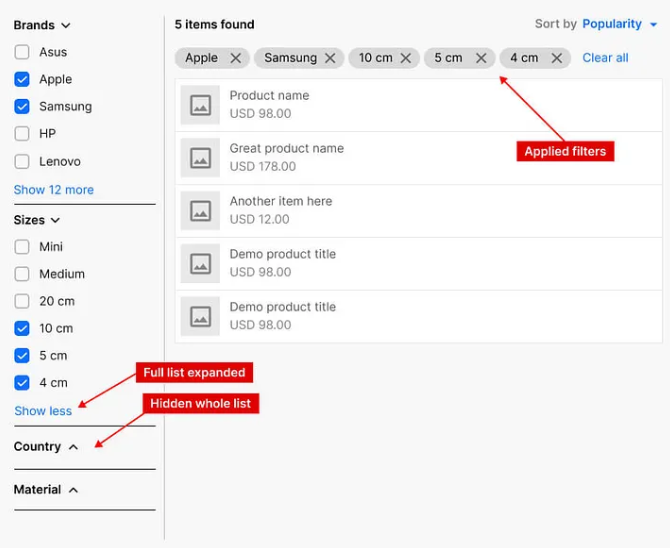 Brands
Asus
Apple
Samsung
HP
Lenovo
Show 12 more
Sizes
Mini
Medium
20 cm
10 cm
5 cm
4 cm
Show less
Country
Material
5 items found
Sort by Popularity
Apple Samsung 10 cm 5 cm 4 cm Clear all
Product name
USD 98.00
Great product name
USD 178.00
Another item here
USD 12.00
Demo product title
USD 98.00
Demo product title
USD 98.00
Applied filters
Full list expanded
Hidden whole list